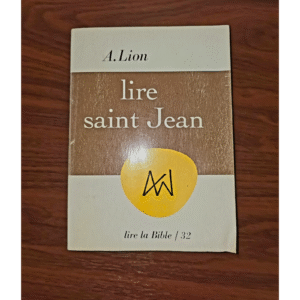 A. Lion
lire
saint Jean
lire la Bible / 32